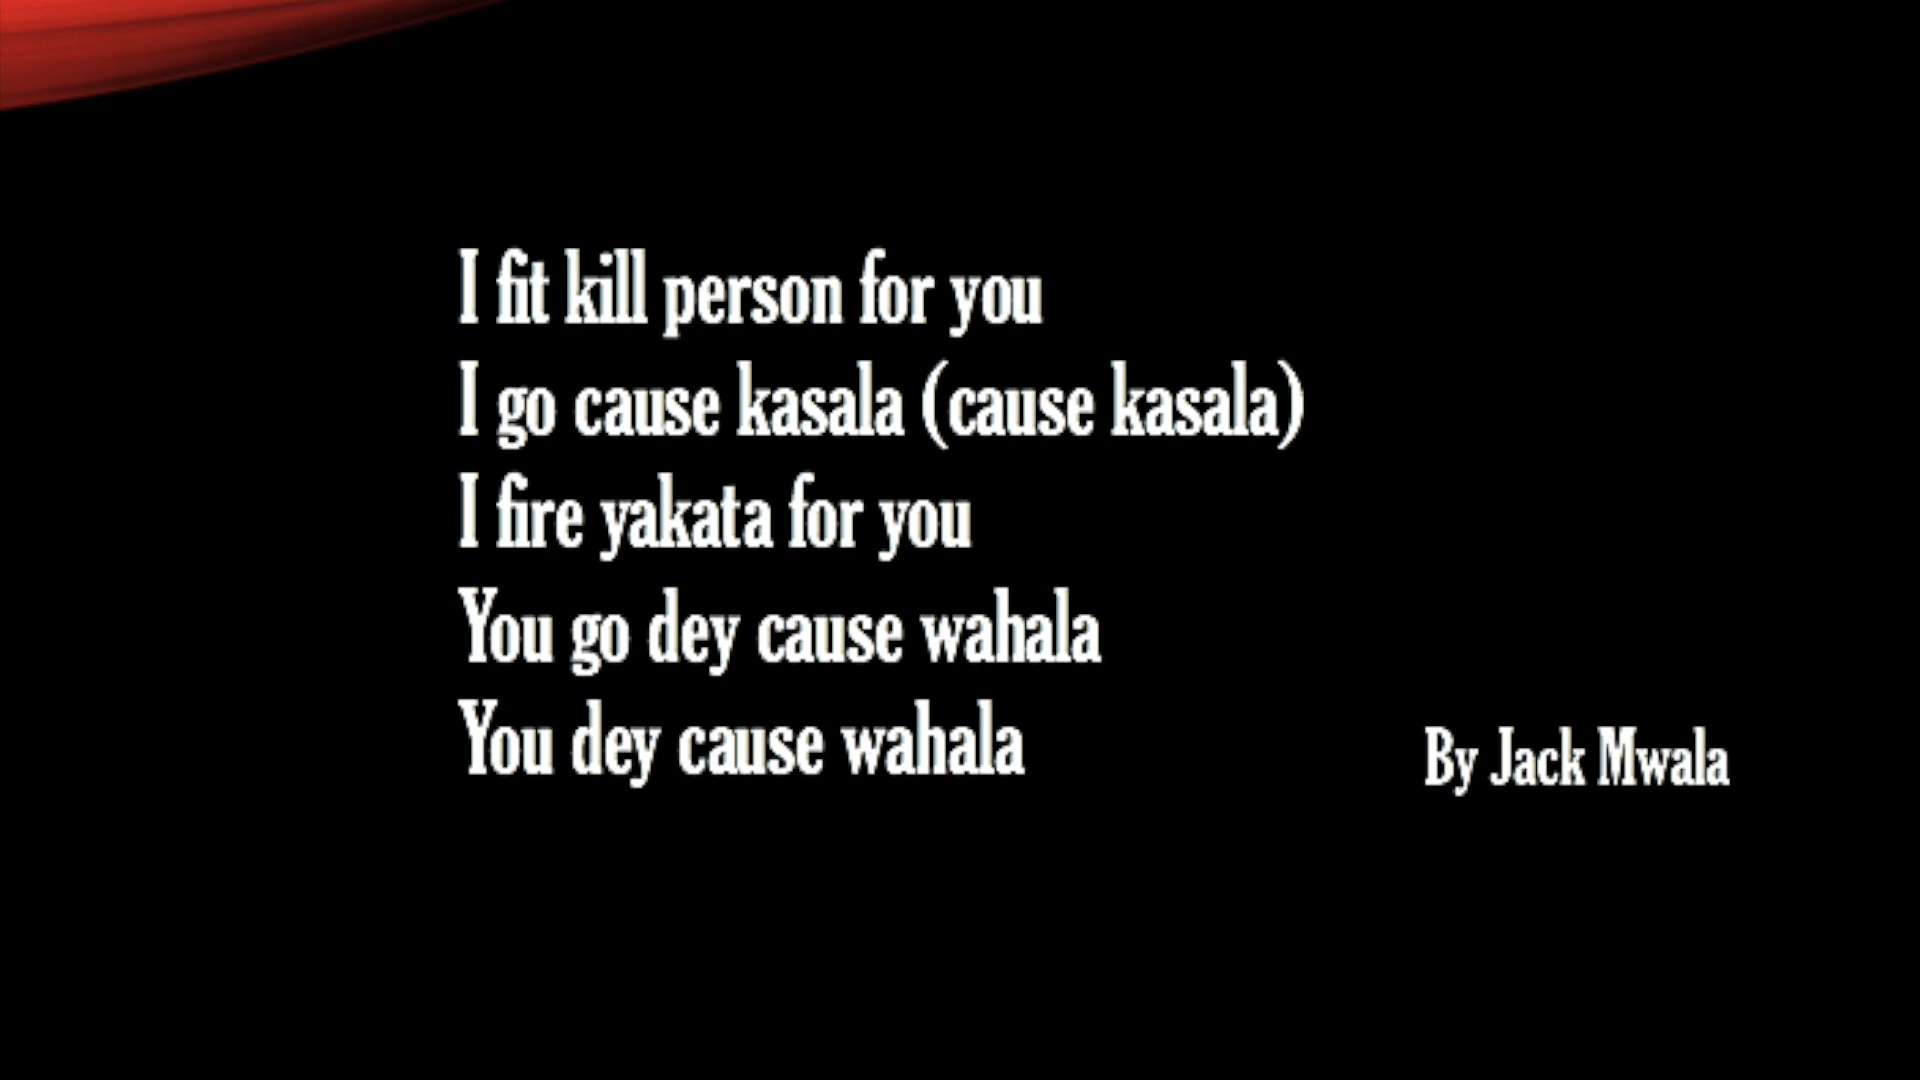 I fit kill person for you
I go cause kasala (cause kasala)
I fire yakata for you
You go dey cause wahala
You dey cause wahala
By Jack Mwala